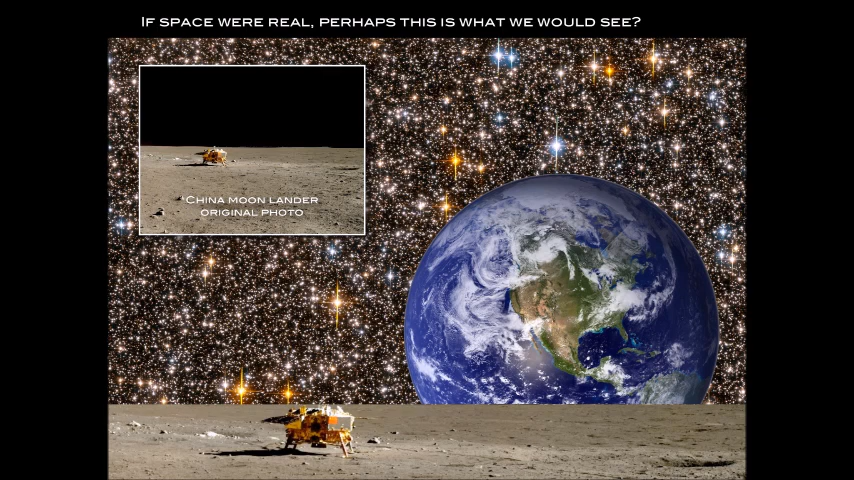 If space were real, perhaps this is what we would see?
*China moon lander
original photo